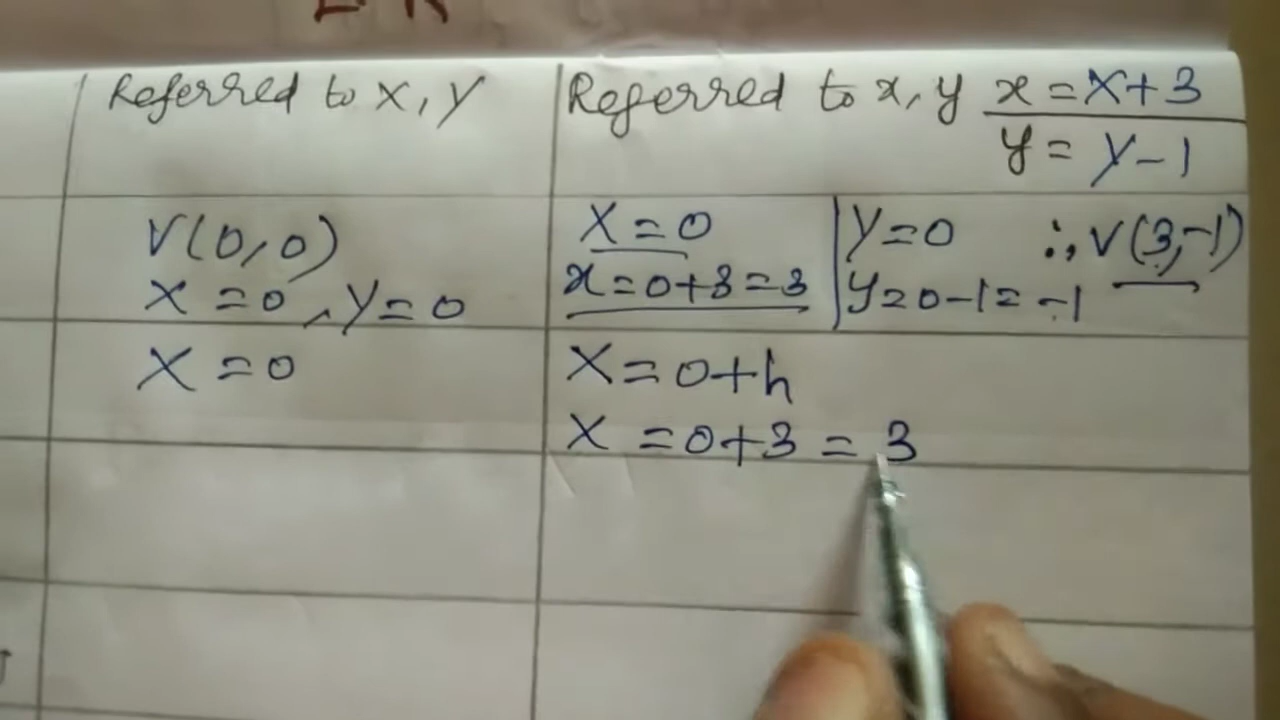 Referred to X, Y
Referred to x, y x = X+3
y = Y-1
V(0,0)
X = 0, Y = 0
X = 0
x = 0+3 = 3
Y = 0
y = 0-1 = -1
∴ V(3,-1)
X = 0
X = 0+h
X = 0+3 = 3